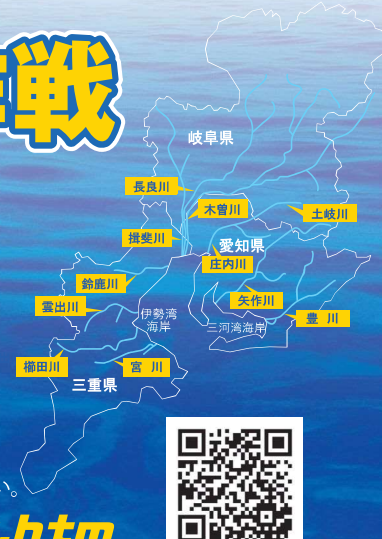 戦
岐阜県
長良川
木曽川
土岐川
揖斐川
愛知県
庄内川
鈴鹿川
矢作川
雲出川
伊勢湾
海岸
豊 川
三河湾海岸
櫛田川
宮 川
三重県
い。